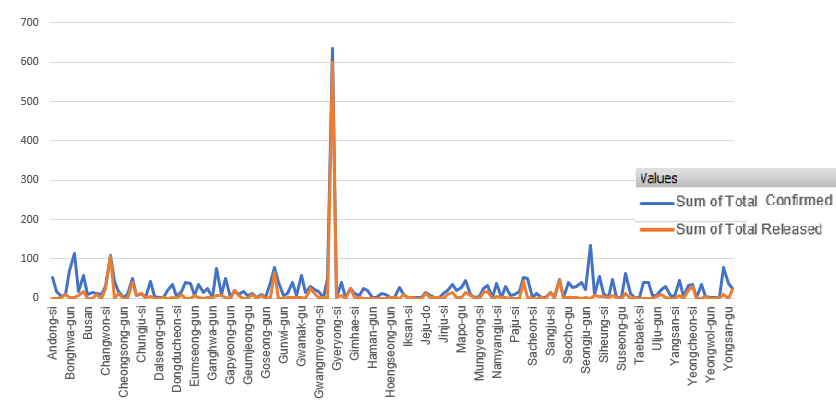 700
600
500
400
300
200
100
0
Values
Sum of Total Confirmed
Sum of Total Released
Andong-si
Bonghwa-gun
Busan
Changwon-si
Cheongsong-gun
Chungju-si
Dalseong-gun
Dongducheon-si
Eumseong-gun
Ganghwa-gun
Gapyeong-gun
Geumjeong-gu
Goseong-gun
Gunwi-gun
Gwanak-gu
Gwangmyeong-si
Gyeryong-si
Gimhae-si
Haman-gun
Hoengseong-gun
Iksan-si
Jeju-do
Jinju-si
Mapo-gu
Mungyeong-si
Namyangju-si
Paju-si
Sacheon-si
Sangju-si
Seocho-gu
Seongju-gun
Siheung-si
Suseong-gu
Taebaek-si
Ulju-gun
Yangsan-si
Yeongcheon-si
Yeongwol-gun
Yongsan-gu